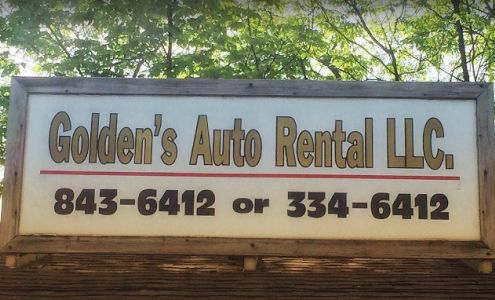 Golden's Auto Rental LLC.
843-6412 or 334-6412